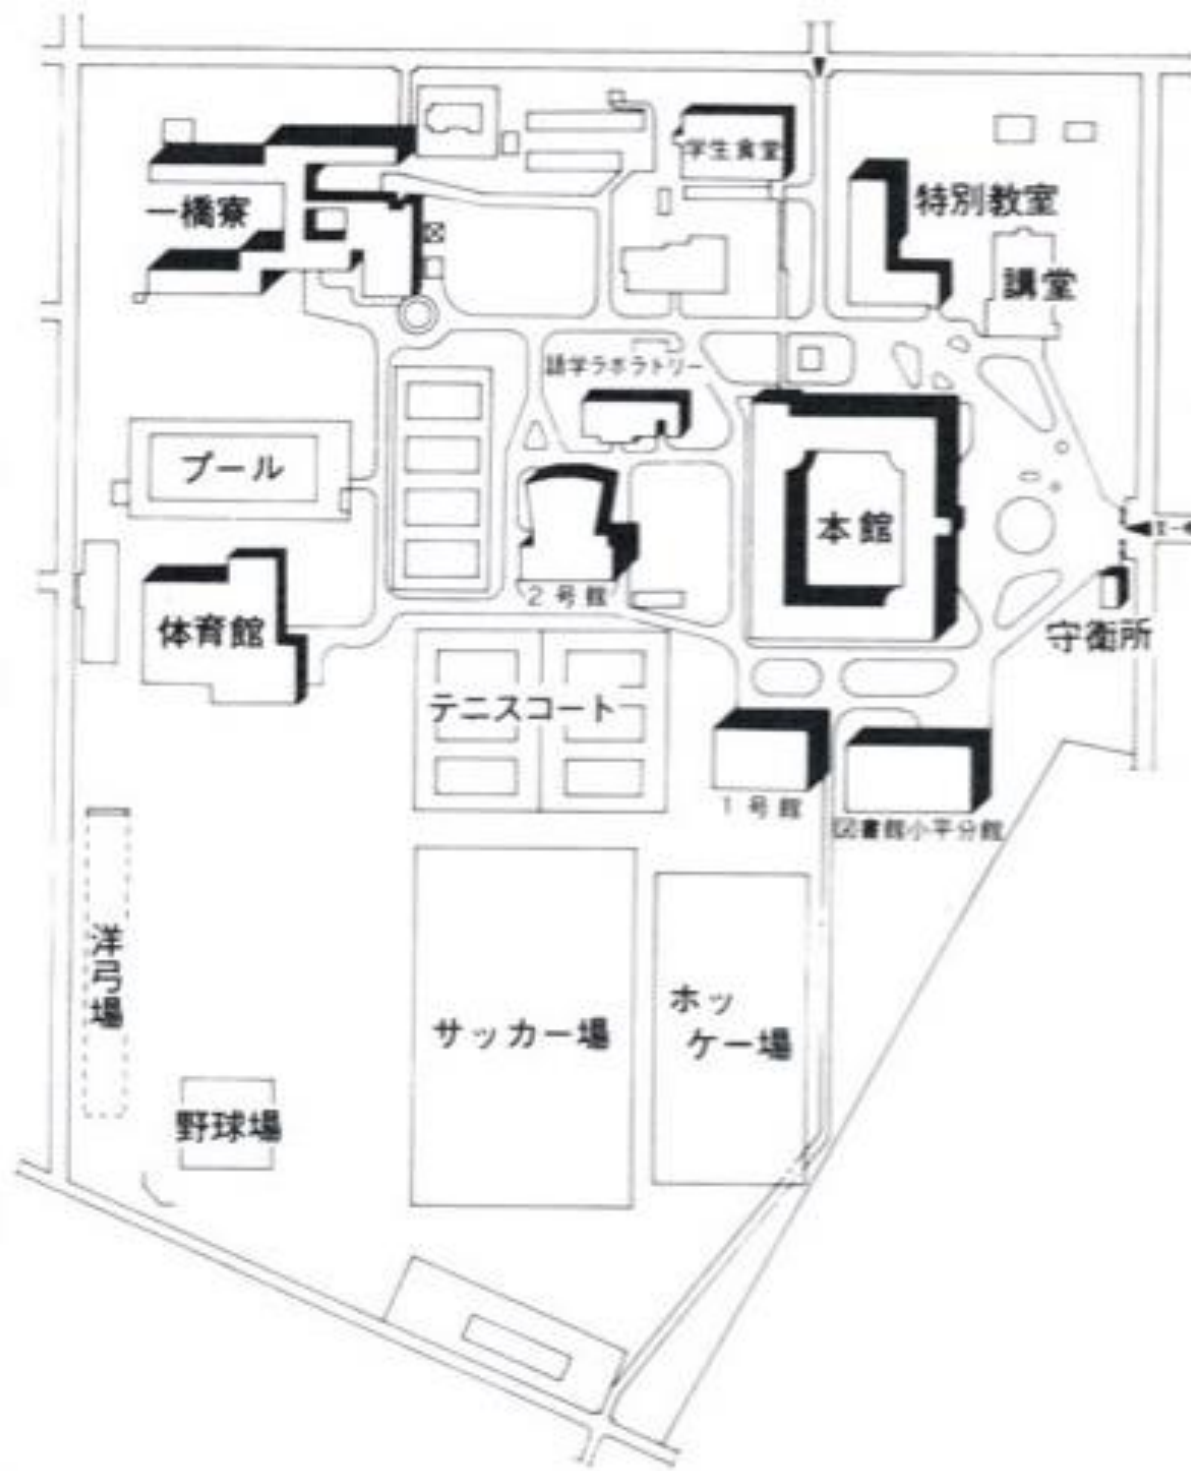 学生食堂
一橋寮
特別教室
講堂
語学ラボラトリー
プール
本館
2号館
体育館
守衛所
テニスコート
1号館
図書館小平分館
洋弓場
サッカー場
ホッ
ケー場
野球場